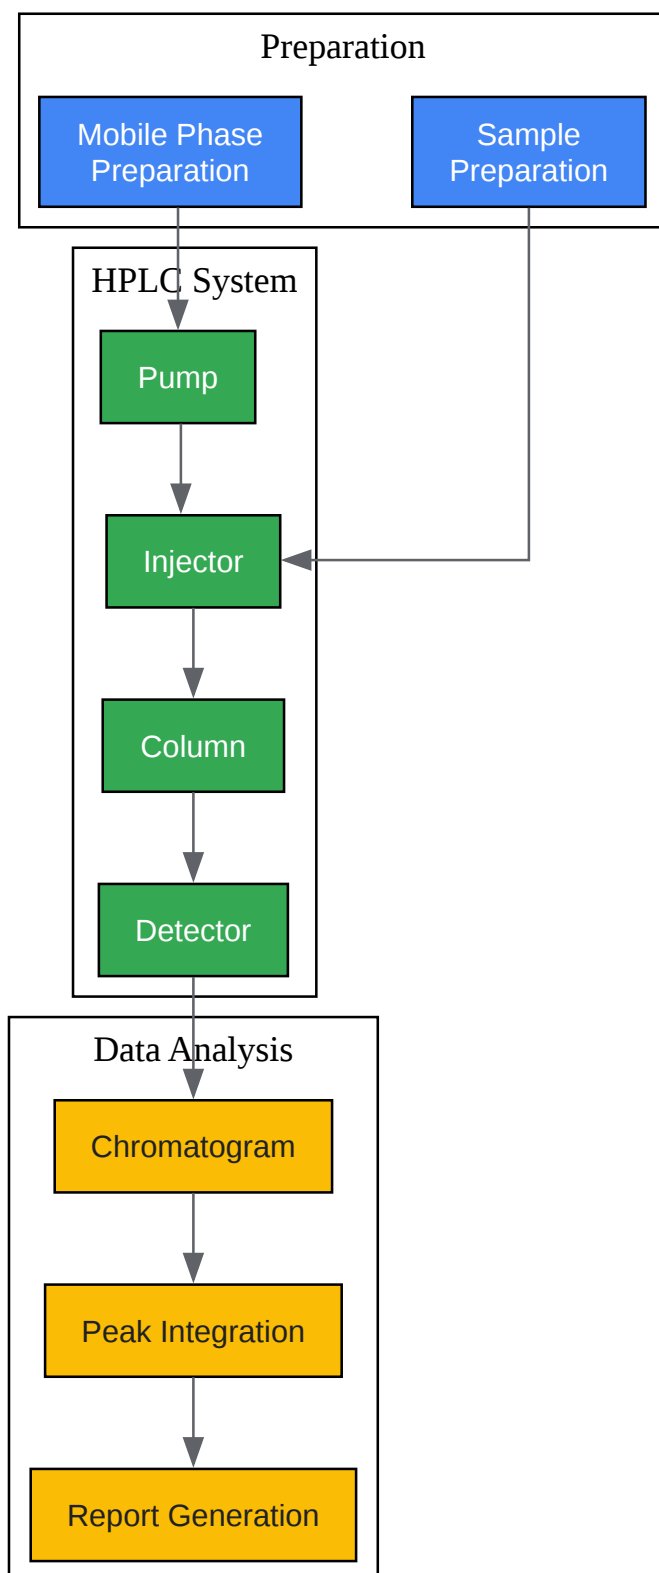 Preparation
Mobile Phase
Preparation
Sample
Preparation
HPLC System
Pump
Injector
Column
Detector
Data Analysis
Chromatogram
Peak Integration
Report Generation